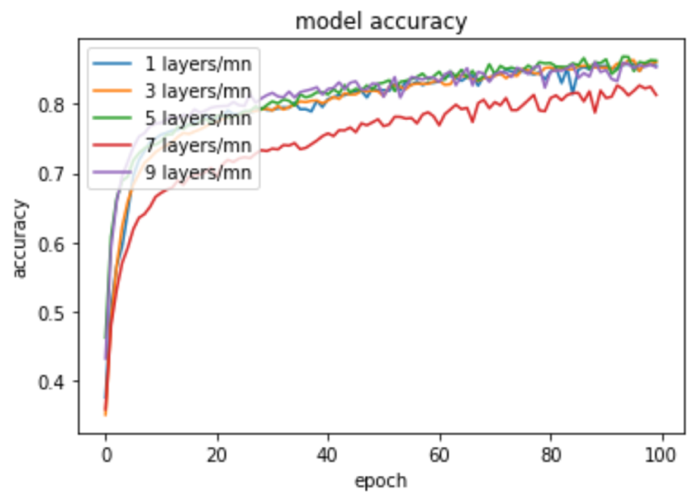 model accuracy
1 layers/mn
3 layers/mn
5 layers/mn
7 layers/mn
9 layers/mn
accuracy
0.8
0.7
0.6
0.5
0.4
0 20 40 60 80 100
epoch